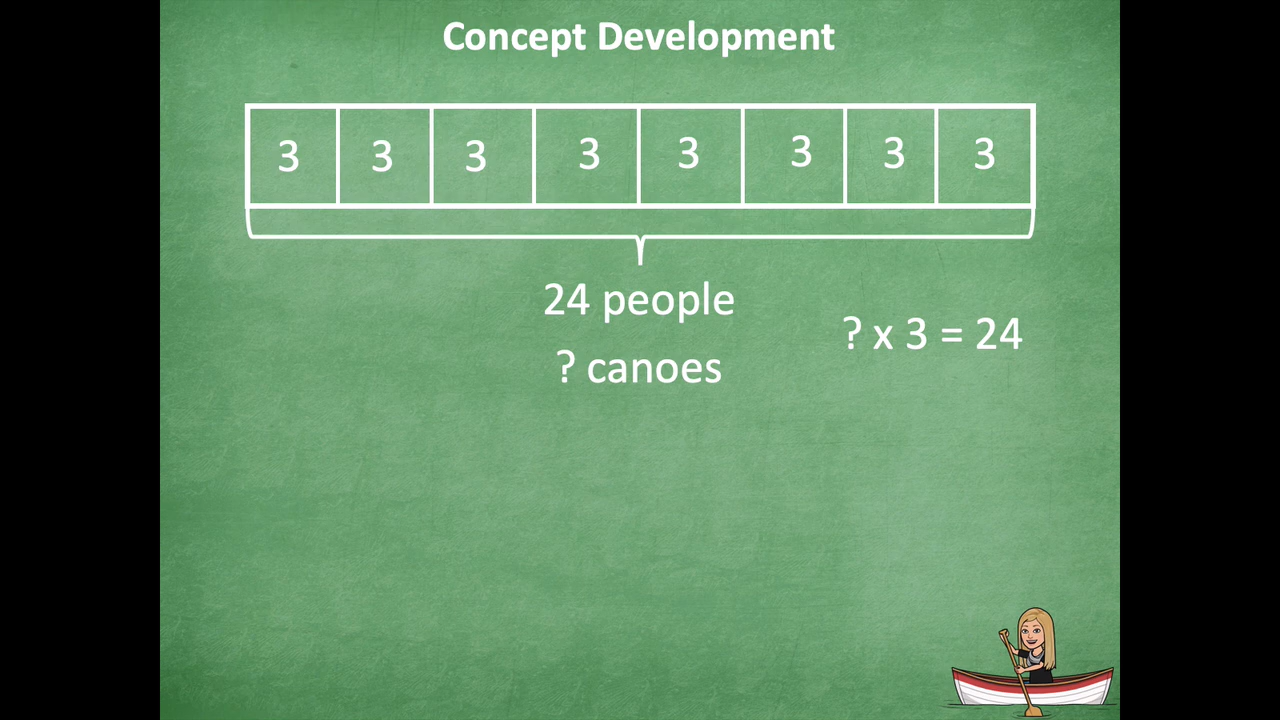 Concept Development
3 3 3 3 3 3 3 3
24 people
? x 3 = 24
? canoes